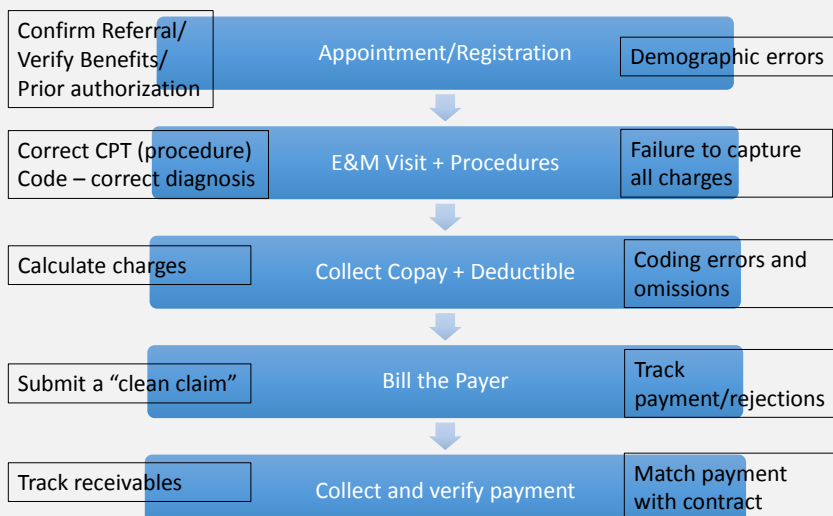 Confirm Referral/
Verify Benefits/
Prior authorization
Appointment/Registration
Demographic errors
Correct CPT (procedure)
Code – correct diagnosis
E&M Visit + Procedures
Failure to capture
all charges
Calculate charges
Collect Copay + Deductible
Coding errors and
omissions
Submit a “clean claim”
Bill the Payer
Track
payment/rejections
Track receivables
Collect and verify payment
Match payment
with contract